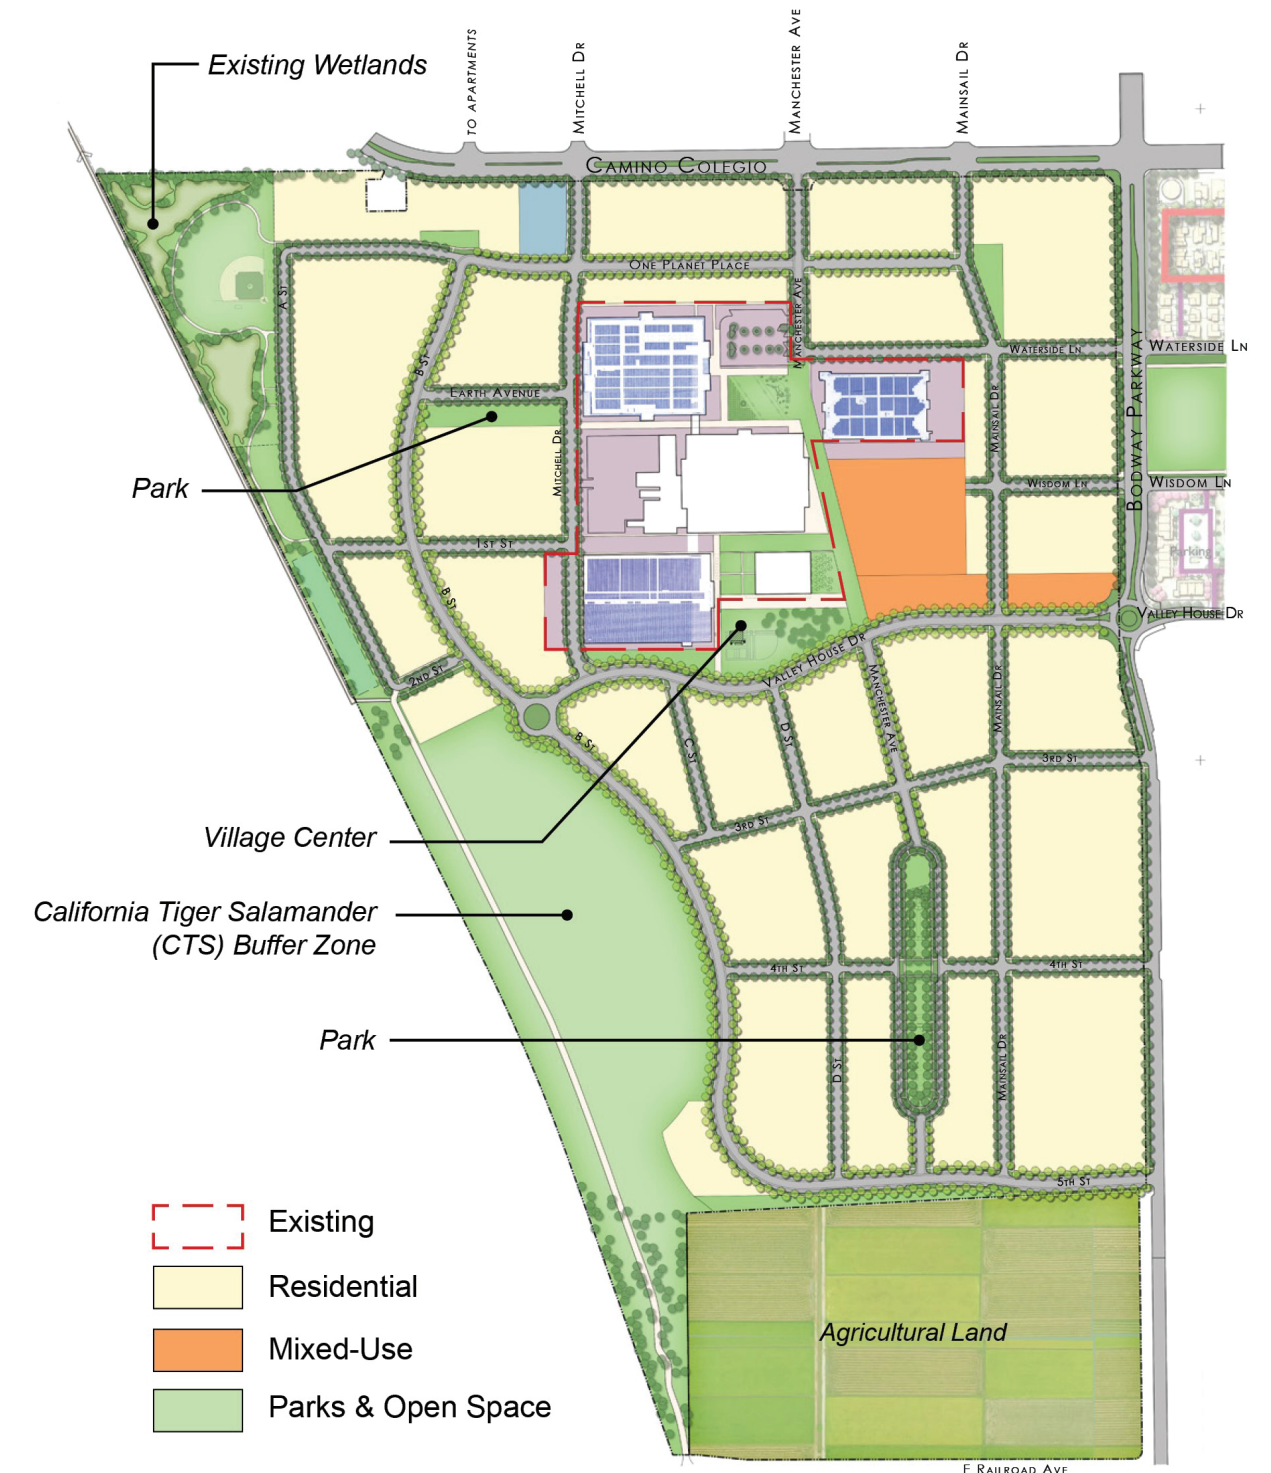 TO APARTMENTS
MITCHELL DR
MANCHESTER AVE
MAINSAIL DR
Existing Wetlands
CAMINO COLEGIO
ONE PLANET PLACE
A ST
MANCHESTER AVE
BODWAY PARKWAY
WATERSIDE LN
WATERSIDE LN
B ST
EARTH AVENUE
MAINSAIL DR
MITCHELL DR
Park
WISDOM LN
WISDOM LN
1ST ST
Parking
B ST
VALLEY HOUSE DR
VALLEY HOUSE DR
2ND ST
MANCHESTER AVE
MAINSAIL DR
B ST
C ST
D ST
3RD ST
3RD ST
Village Center
California Tiger Salamander
(CTS) Buffer Zone
4TH ST
4TH ST
Park
D ST
MAINSAIL DR
5TH ST
Existing
Residential
Mixed-Use
Parks & Open Space
Agricultural Land
E RAILROAD AVE